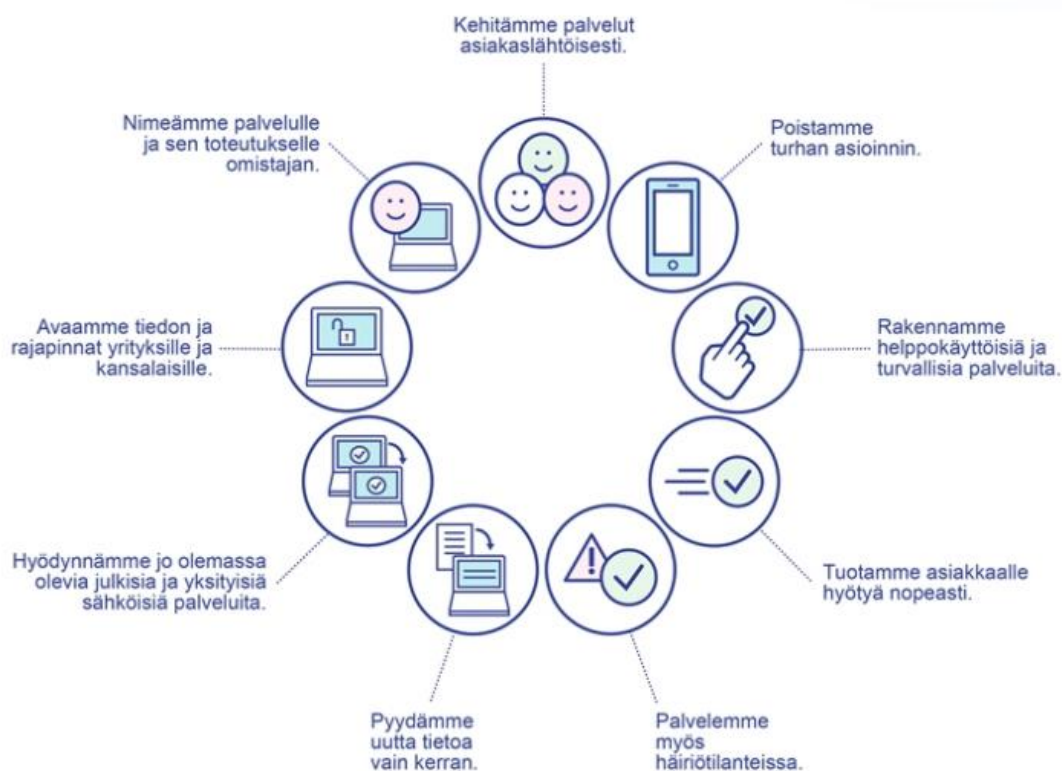 Kehitämme palvelut
asiakaslähtöisesti.
Poistamme
turhan asioinnin.
Rakennamme
helppokäyttöisiä ja
turvallisia palveluita.
Tuotamme asiakkaalle
hyötyä nopeasti.
Palvelemme
myös
häiriötilanteissa.
Pyydämme
uutta tietoa
vain kerran.
Hyödynnämme jo olemassa
olevia julkisia ja yksityisiä
sähköisiä palveluita.
Avaamme tiedon ja
rajapinnat yrityksille ja
kansalaisille.
Nimeämme palvelulle
ja sen toteutukselle
omistajan.